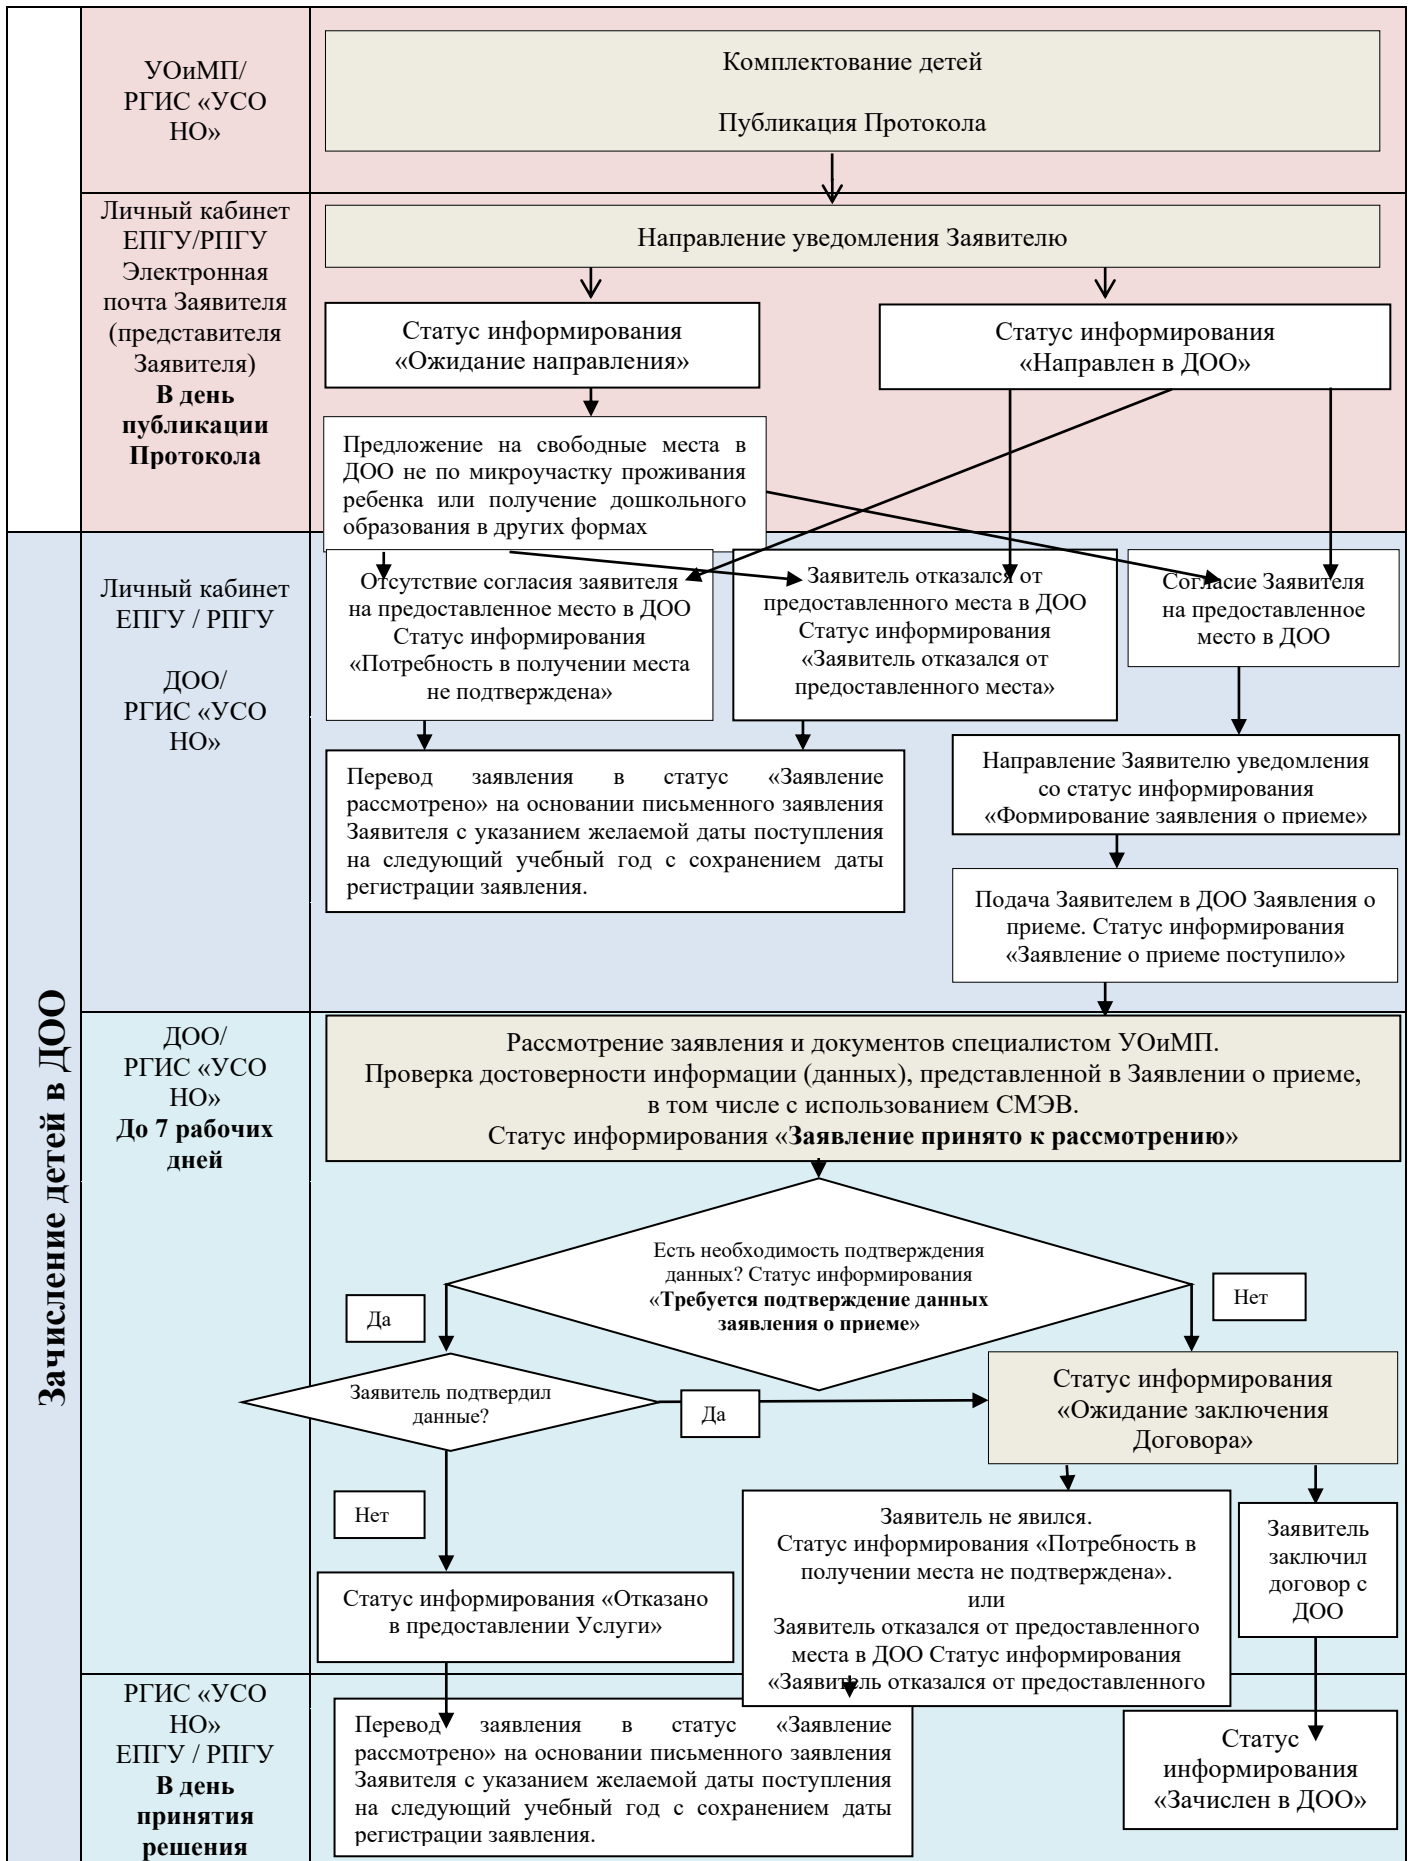 УОиМП/
РГИС «УСО
НО»
Комплектование детей
Публикация Протокола
Личный кабинет
ЕПГУ/РПГУ
Электронная
почта Заявителя
(представителя
Заявителя)
В день
публикации
Протокола
Направление уведомления Заявителю
Статус информирования
«Ожидание направления»
Статус информирования
«Направлен в ДОО»
Предложение на свободные места в
ДОО не по микроучастку проживания
ребенка или получение дошкольного
образования в других формах
Зачисление детей в ДОО
Личный кабинет
ЕПГУ / РПГУ
ДОО/
РГИС «УСО
НО»
Отсутствие согласия заявителя
на предоставленное место в ДОО
Статус информирования
«Потребность в получении места
не подтверждена»
Заявитель отказался от
предоставленного места в ДОО
Статус информирования
«Заявитель отказался от
предоставленного места»
Согласие Заявителя
на предоставленное
место в ДОО
Перевод заявления в статус «Заявление
рассмотрено» на основании письменного заявления
Заявителя с указанием желаемой даты поступления
на следующий учебный год с сохранением даты
регистрации заявления.
Направление Заявителю уведомления
со статус информирования
«Формирование заявления о приеме»
Подача Заявителем в ДОО Заявления о
приеме. Статус информирования
«Заявление о приеме поступило»
ДОО/
РГИС «УСО
НО»
До 7 рабочих
дней
Рассмотрение заявления и документов специалистом УОиМП.
Проверка достоверности информации (данных), представленной в Заявлении о приеме,
в том числе с использованием СМЭВ.
Статус информирования «Заявление принято к рассмотрению»
Есть необходимость подтверждения
данных? Статус информирования
«Требуется подтверждение данных
заявления о приеме»
Да
Нет
Заявитель подтвердил
данные?
Да
Статус информирования
«Ожидание заключения
Договора»
Нет
Заявитель не явился.
Статус информирования «Потребность в
получении места не подтверждена».
или
Заявитель отказался от предоставленного
места в ДОО Статус информирования
«Заявитель отказался от предоставленного
Заявитель
заключил
договор с
ДОО
Статус информирования «Отказано
в предоставлении Услуги»
РГИС «УСО
НО»
ЕПГУ / РПГУ
В день
принятия
решения
Перевод заявления в статус «Заявление
рассмотрено» на основании письменного заявления
Заявителя с указанием желаемой даты поступления
на следующий учебный год с сохранением даты
регистрации заявления.
Статус
информирования
«Зачислен в ДОО»